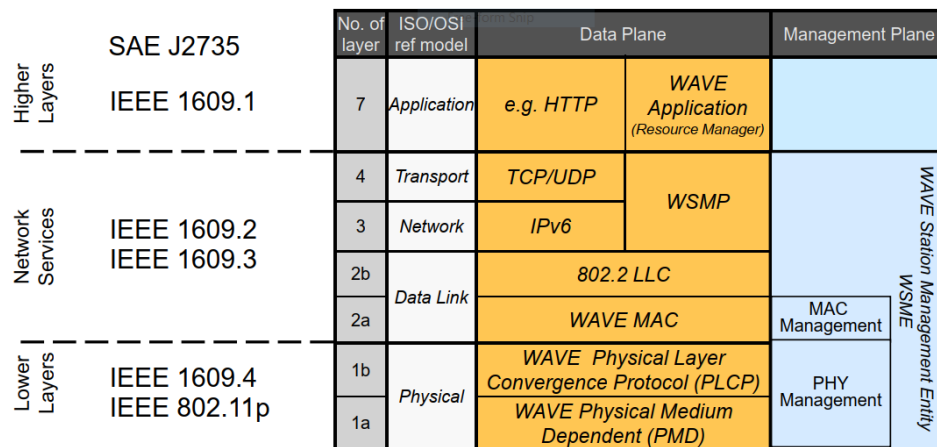 No. of
layer
ISO/OSI
ref model
Data Plane
Management Plane
Higher
Layers
SAE J2735
IEEE 1609.1
7
Application
e.g. HTTP
WAVE
Application
(Resource Manager)
Network
Services
IEEE 1609.2
IEEE 1609.3
4
Transport
TCP/UDP
WSMP
3
Network
IPv6
2b
Data Link
802.2 LLC
2a
WAVE MAC
MAC
Management
WAVE Station Management Entity
WSME
Lower
Layers
IEEE 1609.4
IEEE 802.11p
1b
Physical
WAVE Physical Layer
Convergence Protocol (PLCP)
PHY
Management
1a
WAVE Physical Medium
Dependent (PMD)